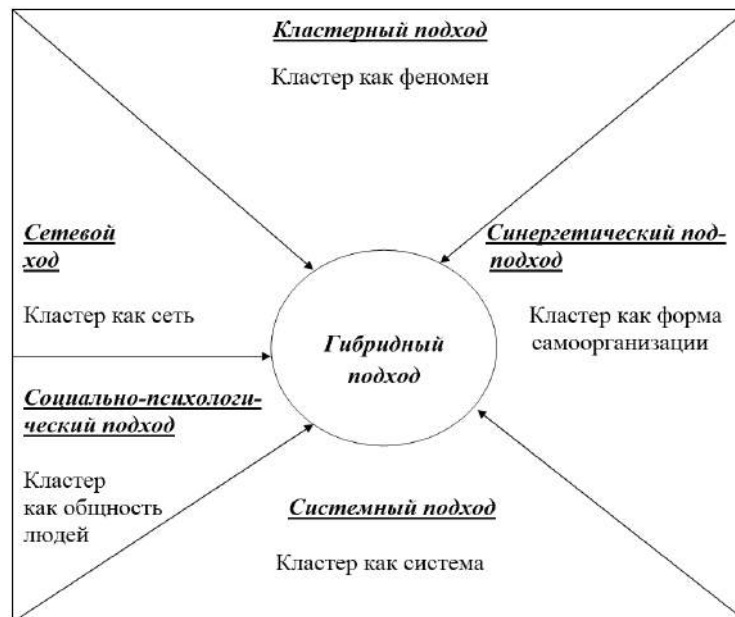 Кластерный подход
Кластер как феномен
Сетевой
ход
Кластер как сеть
Синергетический под-
подход
Кластер как форма
самоорганизации
Гибридный
подход
Социально-психологи-
ческий подход
Кластер
как общность
людей
Системный подход
Кластер как система